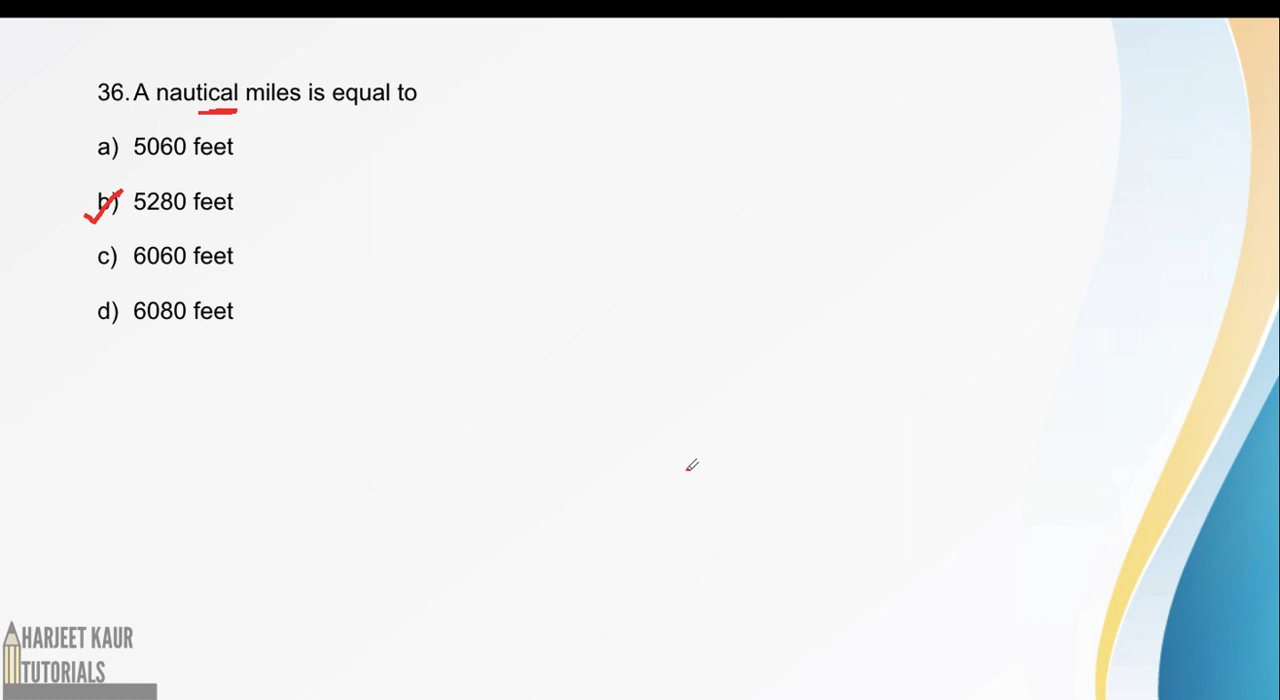 36. A nautical miles is equal to
a) 5060 feet
b) 5280 feet
c) 6060 feet
d) 6080 feet
HARJEET KAUR
TUTORIALS